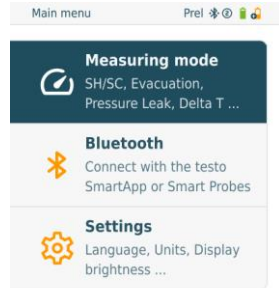 Main menu Prel
Measuring mode
SH/SC, Evacuation,
Pressure Leak, Delta T ...
Bluetooth
Connect with the testo
SmartApp or Smart Probes
Settings
Language, Units, Display
brightness ...